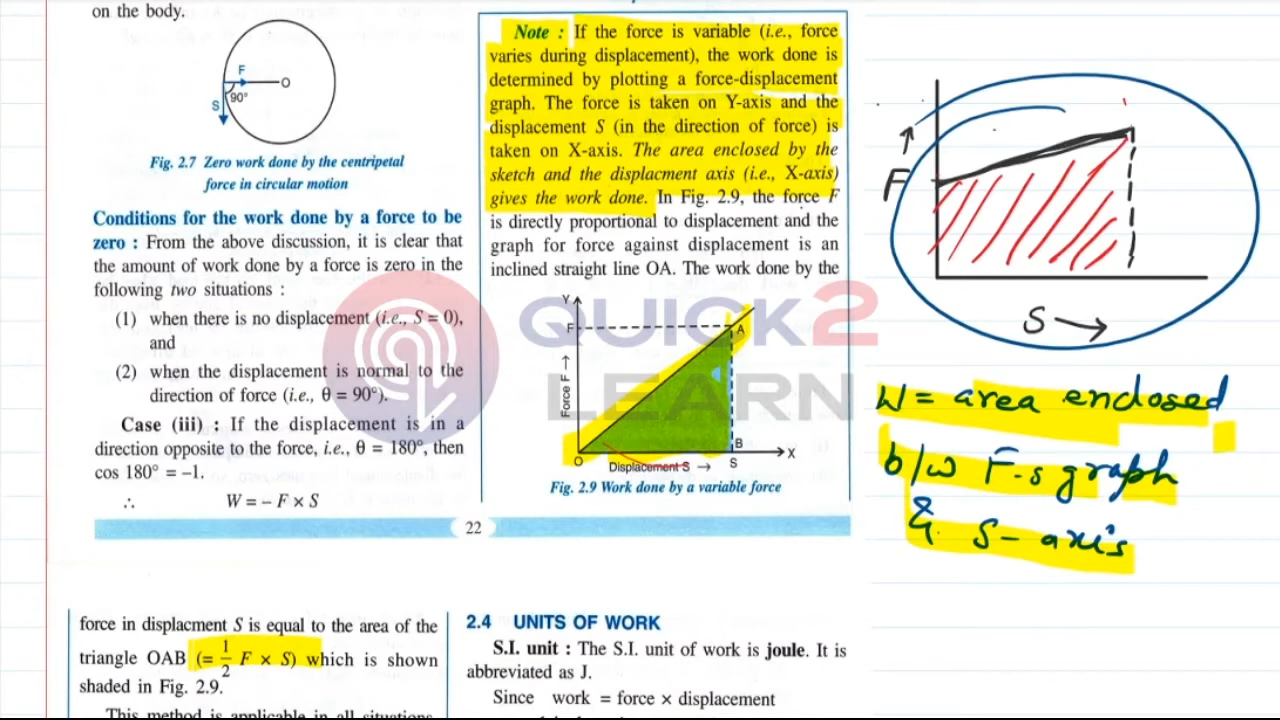 on the body.
F
O
90°
S
Fig. 2.7 Zero work done by the centripetal
force in circular motion
Conditions for the work done by a force to be
zero : From the above discussion, it is clear that
the amount of work done by a force is zero in the
following two situations :
(1) when there is no displacement (i.e., S = 0),
and
(2) when the displacement is normal to the
direction of force (i.e., θ = 90°).
Case (iii) : If the displacement is in a
direction opposite to the force, i.e., θ = 180°, then
cos 180° = –1.
∴ W = – F × S
Note : If the force is variable (i.e., force
varies during displacement), the work done is
determined by plotting a force-displacement
graph. The force is taken on Y-axis and the
displacement S (in the direction of force) is
taken on X-axis. The area enclosed by the
sketch and the displacment axis (i.e., X-axis)
gives the work done. In Fig. 2.9, the force F
is directly proportional to displacement and the
graph for force against displacement is an
inclined straight line OA. The work done by the
Y
F
A
Force F →
B
X
O
Displacement S →
S
Fig. 2.9 Work done by a variable force
QUICK2
LEARN
22
force in displacment S is equal to the area of the
triangle OAB (= 1/2 F × S) which is shown
shaded in Fig. 2.9.
This method is applicable in all situations
2.4 UNITS OF WORK
S.I. unit : The S.I. unit of work is joule. It is
abbreviated as J.
Since work = force × displacement
F
S →
W = area enclosed
b/w F-s graph
& S-axis